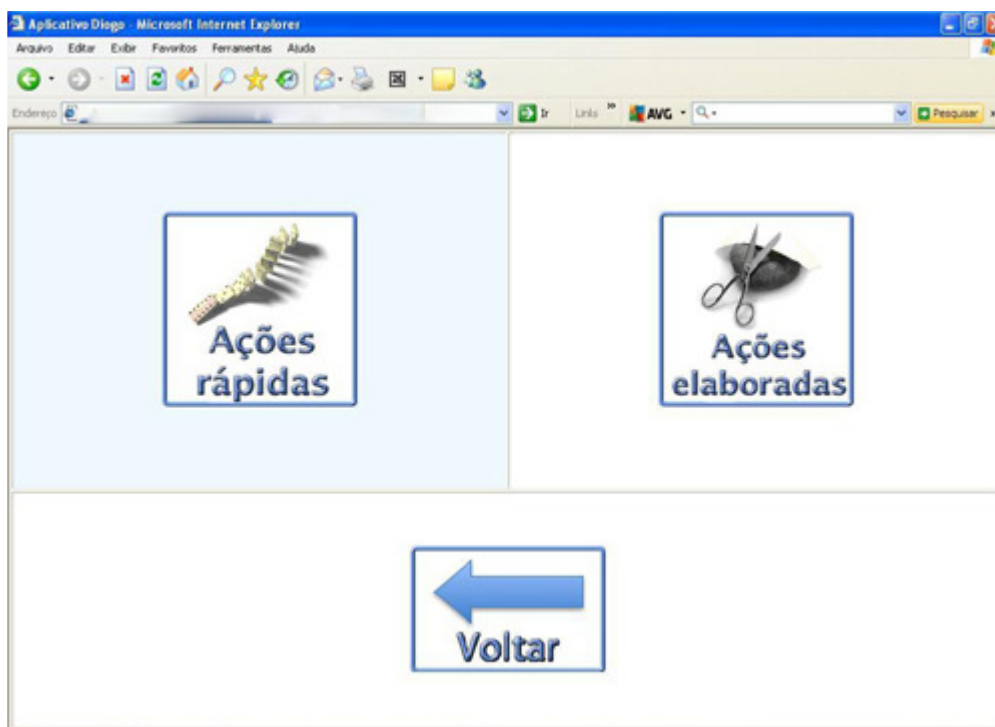 Aplicativo Diogo - Microsoft Internet Explorer
Arquivo Editar Exibir Favoritos Ferramentas Ajuda
Endereço Ir Links » AVG Pesquisar »
Ações
rápidas
Ações
elaboradas
Voltar